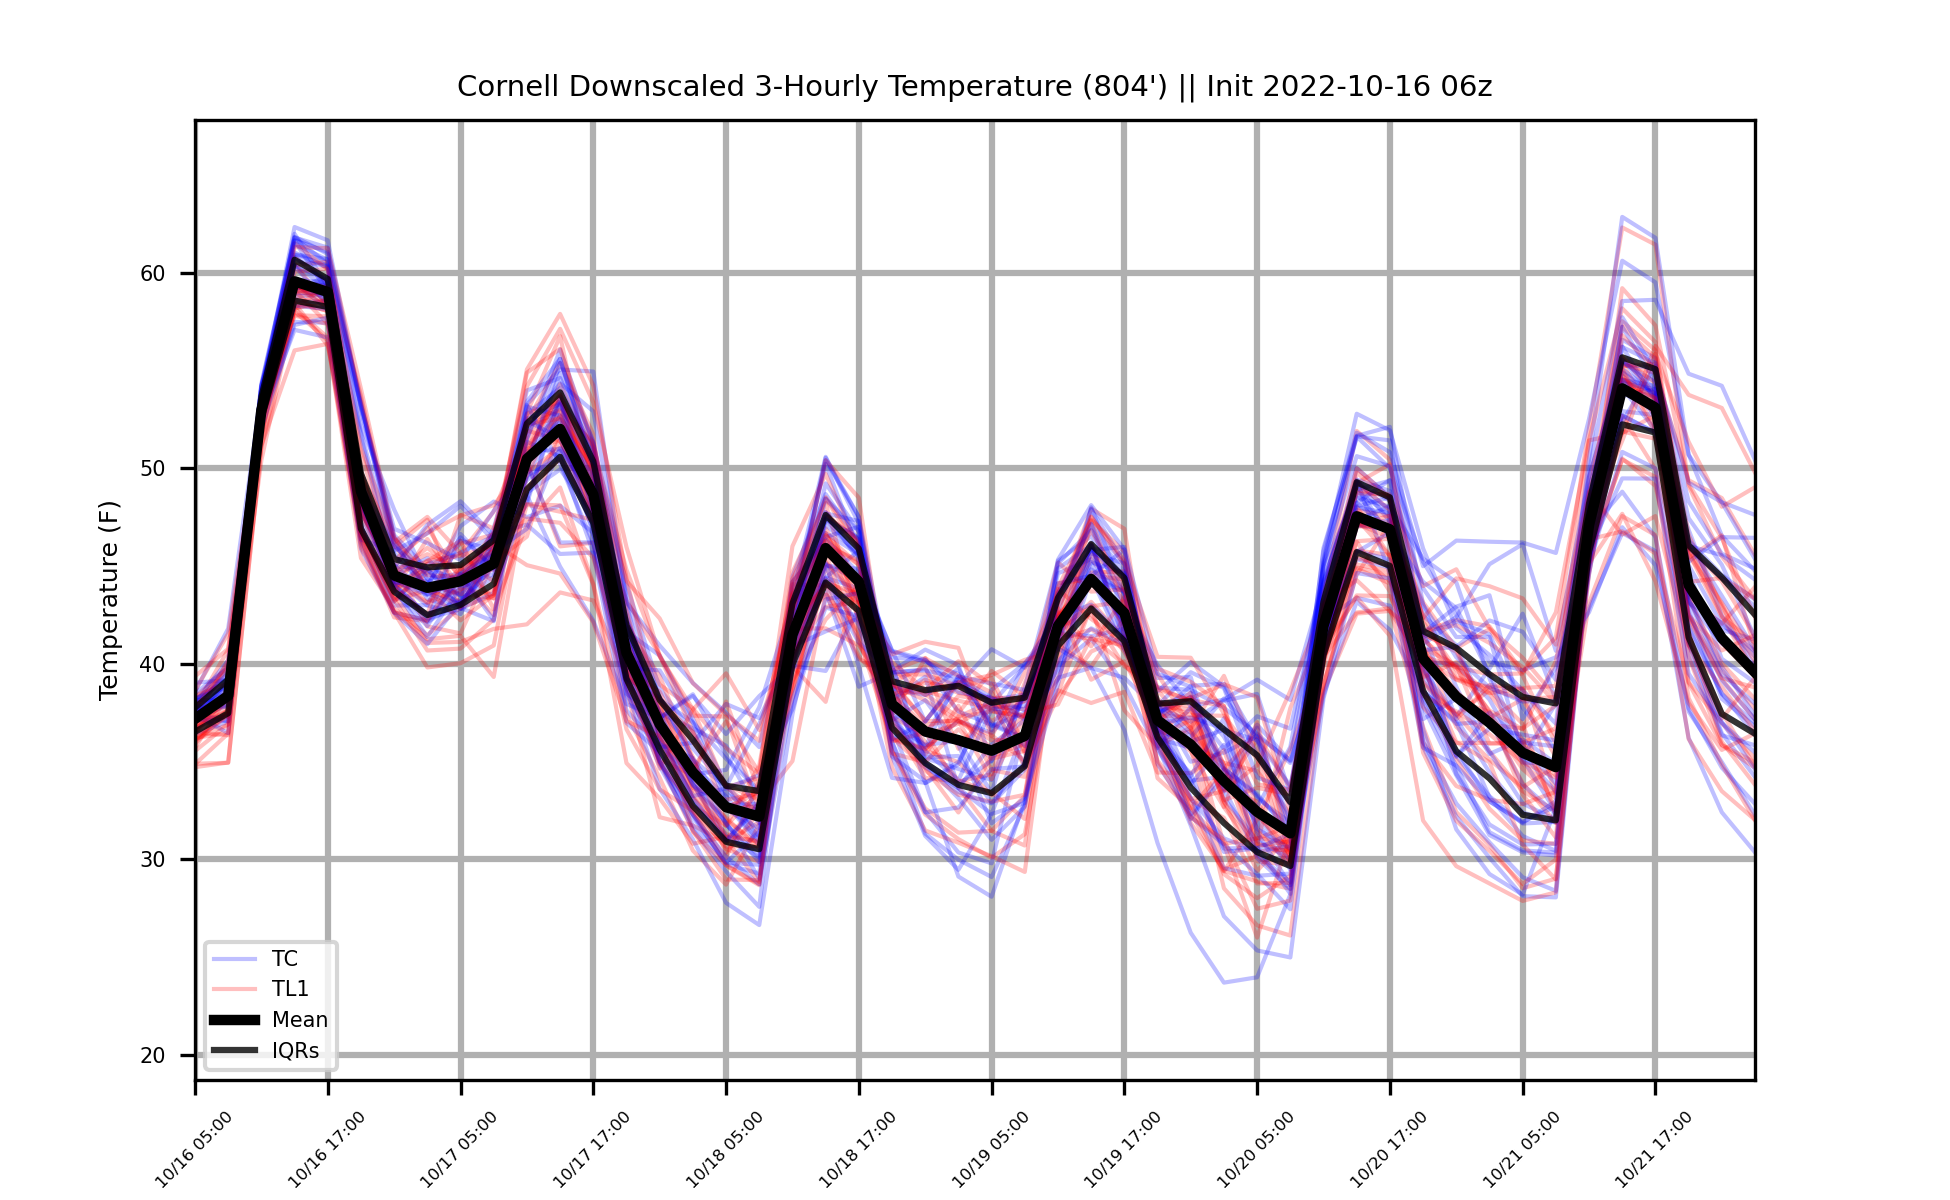 Cornell Downscaled 3-Hourly Temperature (804') || Init 2022-10-16 06z
Temperature (F)
60
50
40
30
20
TC
TL1
Mean
IQRs
10/16 05:00
10/16 17:00
10/17 05:00
10/17 17:00
10/18 05:00
10/18 17:00
10/19 05:00
10/19 17:00
10/20 05:00
10/20 17:00
10/21 05:00
10/21 17:00